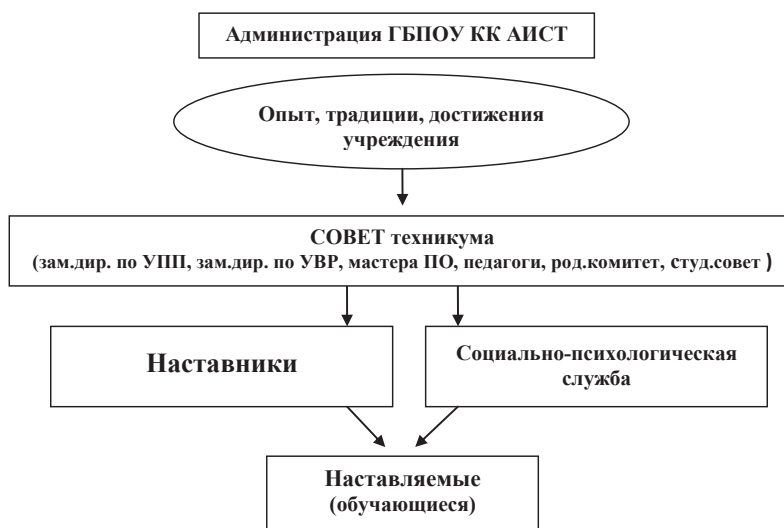 Администрация ГБПОУ КК АИСТ
Опыт, традиции, достижения
учреждения
СОВЕТ техникума
(зам.дир. по УПП, зам.дир. по УВР, мастера ПО, педагоги, род.комитет, студ.совет )
Наставники
Социально-психологическая
служба
Наставляемые
(обучающиеся)